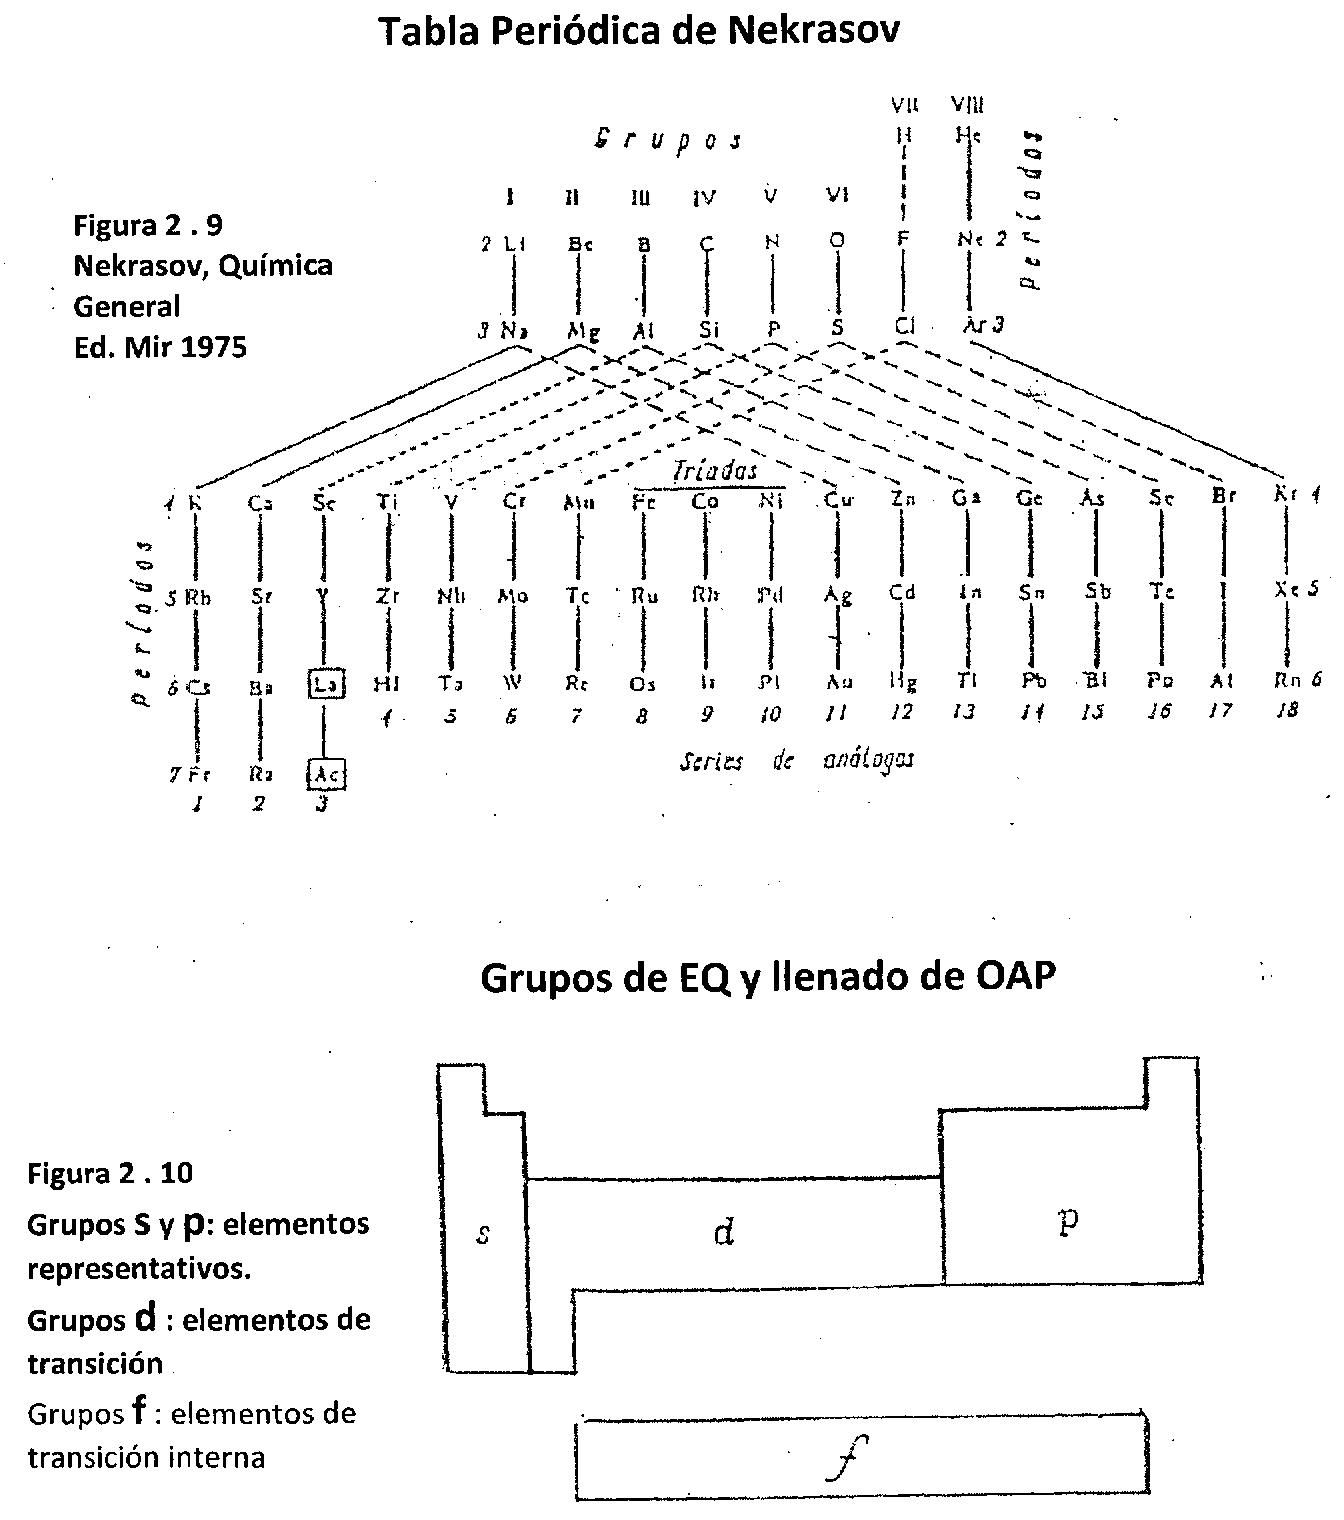 Tabla Periódica de Nekrasov
VII VIII
Grupos H He
I II III IV V VI
Figura 2 . 9
Nekrasov, Química
General
Ed. Mir 1975
períodos
2 Li Be B C N O F Ne 2
3 Na Mg Al Si P S Cl Ar 3
Tríadas
4 K Ca Sc Ti V Cr Mn Fe Co Ni Cu Zn Ga Ge As Se Br Kr 4
períodos
5 Rb Sr Y Zr Nb Mo Tc Ru Rh Pd Ag Cd In Sn Sb Te I Xe 5
6 Cs Ba La Hf Ta W Re Os Ir Pt Au Hg Tl Pb Bi Po At Rn 6
4 5 6 7 8 9 10 11 12 13 14 15 16 17 18
Series de análogos
7 Fr Ra Ac
1 2 3
Grupos de EQ y llenado de OAP
Figura 2 . 10
Grupos s y p: elementos
representativos.
Grupos d : elementos de
transición
Grupos f : elementos de
transición interna
s d p
f